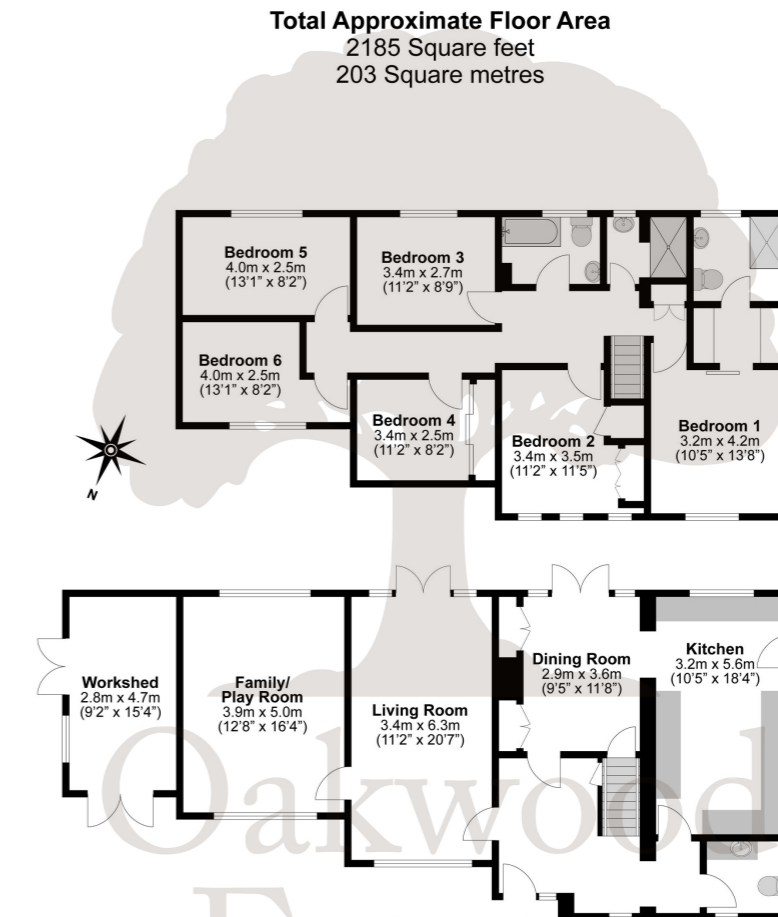 Total Approximate Floor Area
2185 Square feet
203 Square metres
Bedroom 5
4.0m x 2.5m
(13'1" x 8'2")
Bedroom 3
3.4m x 2.7m
(11'2" x 8'9")
Bedroom 6
4.0m x 2.5m
(13'1" x 8'2")
Bedroom 4
3.4m x 2.5m
(11'2" x 8'2")
Bedroom 2
3.4m x 3.5m
(11'2" x 11'5")
Bedroom 1
3.2m x 4.2m
(10'5" x 13'8")
N
Workshed
2.8m x 4.7m
(9'2" x 15'4")
Family/
Play Room
3.9m x 5.0m
(12'8" x 16'4")
Living Room
3.4m x 6.3m
(11'2" x 20'7")
Dining Room
2.9m x 3.6m
(9'5" x 11'8")
Kitchen
3.2m x 5.6m
(10'5" x 18'4")
Oakwood